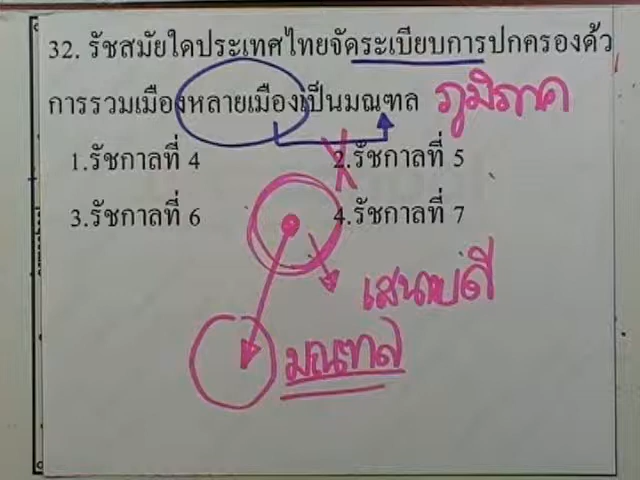 32. รัชสมัยใดประเทศไทยจัดระเบียบการปกครองด้ว
การรวมเมืองหลายเมืองเป็นมณฑล ภูมิภาค
1.รัชกาลที่ 4 2.รัชกาลที่ 5
3.รัชกาลที่ 6 4.รัชกาลที่ 7
เสนาบดี
มณฑล